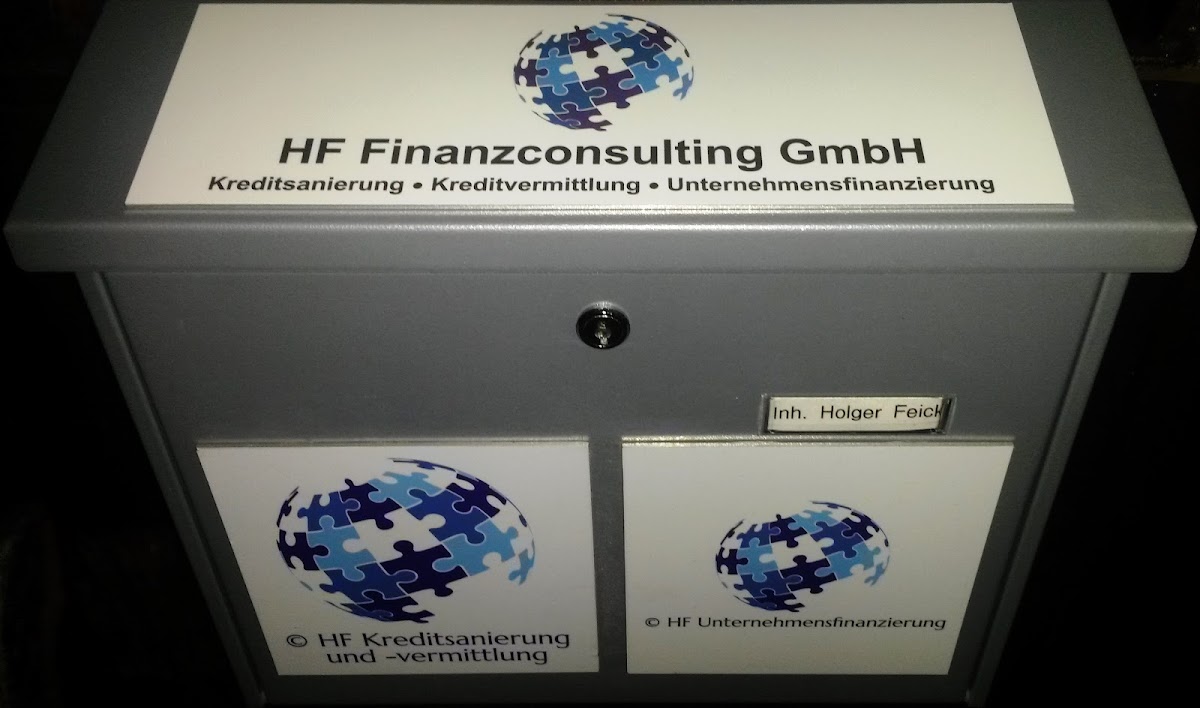 HF Finanzconsulting GmbH
Kreditsanierung • Kreditvermittlung • Unternehmensfinanzierung
Inh. Holger Feick
© HF Kreditsanierung
und -vermittlung
© HF Unternehmensfinanzierung